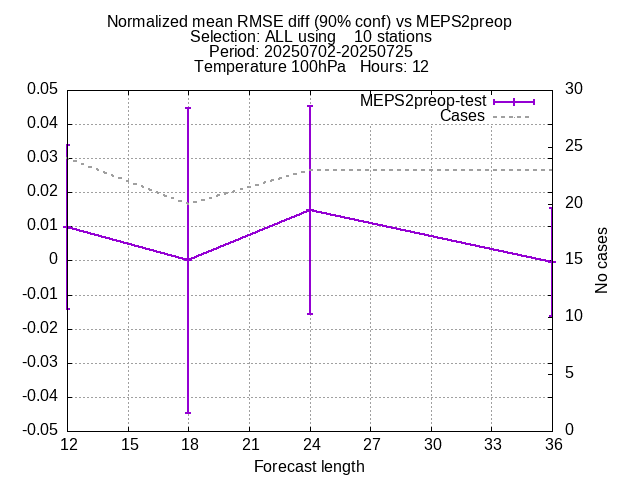 Normalized mean RMSE diff (90% conf) vs MEPS2preop
Selection: ALL using    10 stations
Period: 20250702-20250725
Temperature 100hPa   Hours: 12
MEPS2preop-test
Cases
0.05
0.04
0.03
0.02
0.01
0
-0.01
-0.02
-0.03
-0.04
-0.05
30
25
20
15
10
5
0
No cases
12 15 18 21 24 27 30 33 36
Forecast length